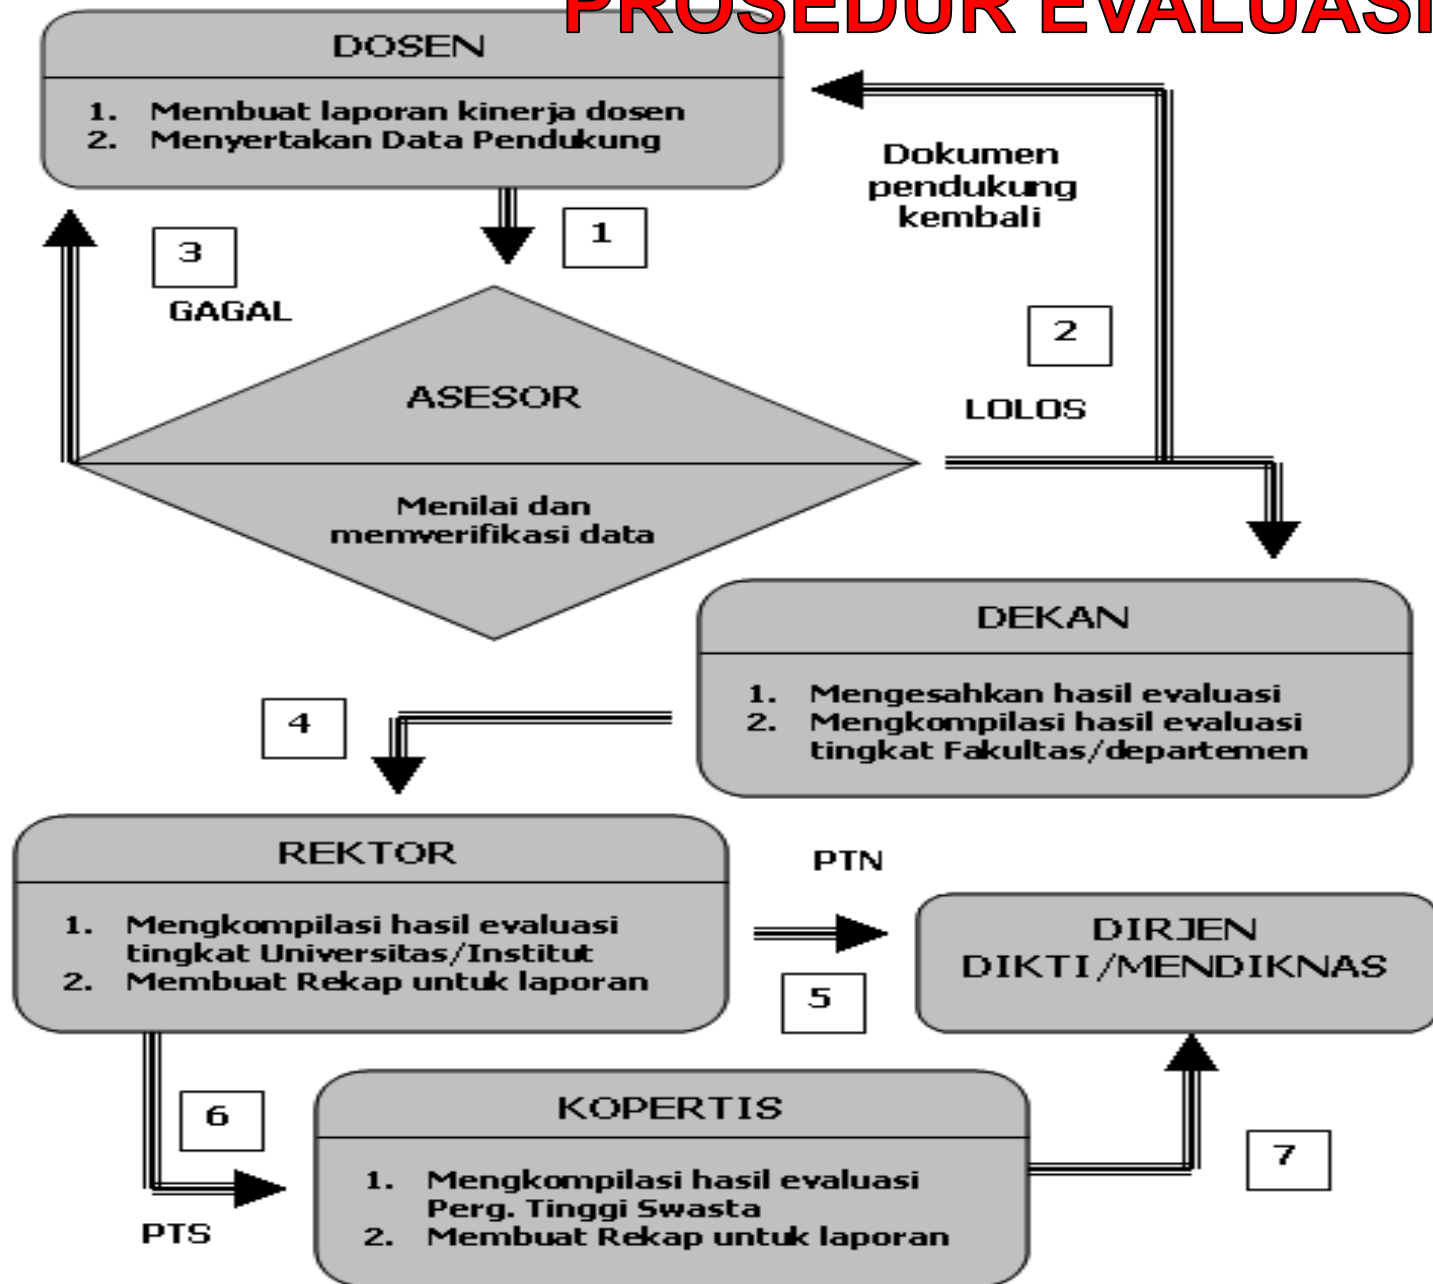 PROSEDUR EVALUASI
DOSEN
1. Membuat laporan kinerja dosen
2. Menyertakan Data Pendukung
Dokumen
pendukung
kembali
1
3
GAGAL
2
LOLOS
ASESOR
Menilai dan
memverifikasi data
DEKAN
1. Mengesahkan hasil evaluasi
2. Mengkompilasi hasil evaluasi
tingkat Fakultas/departemen
4
REKTOR
1. Mengkompilasi hasil evaluasi
tingkat Universitas/Institut
2. Membuat Rekap untuk laporan
PTN
5
DIRJEN
DIKTI/MENDIKNAS
6
PTS
KOPERTIS
1. Mengkompilasi hasil evaluasi
Perg. Tinggi Swasta
2. Membuat Rekap untuk laporan
7